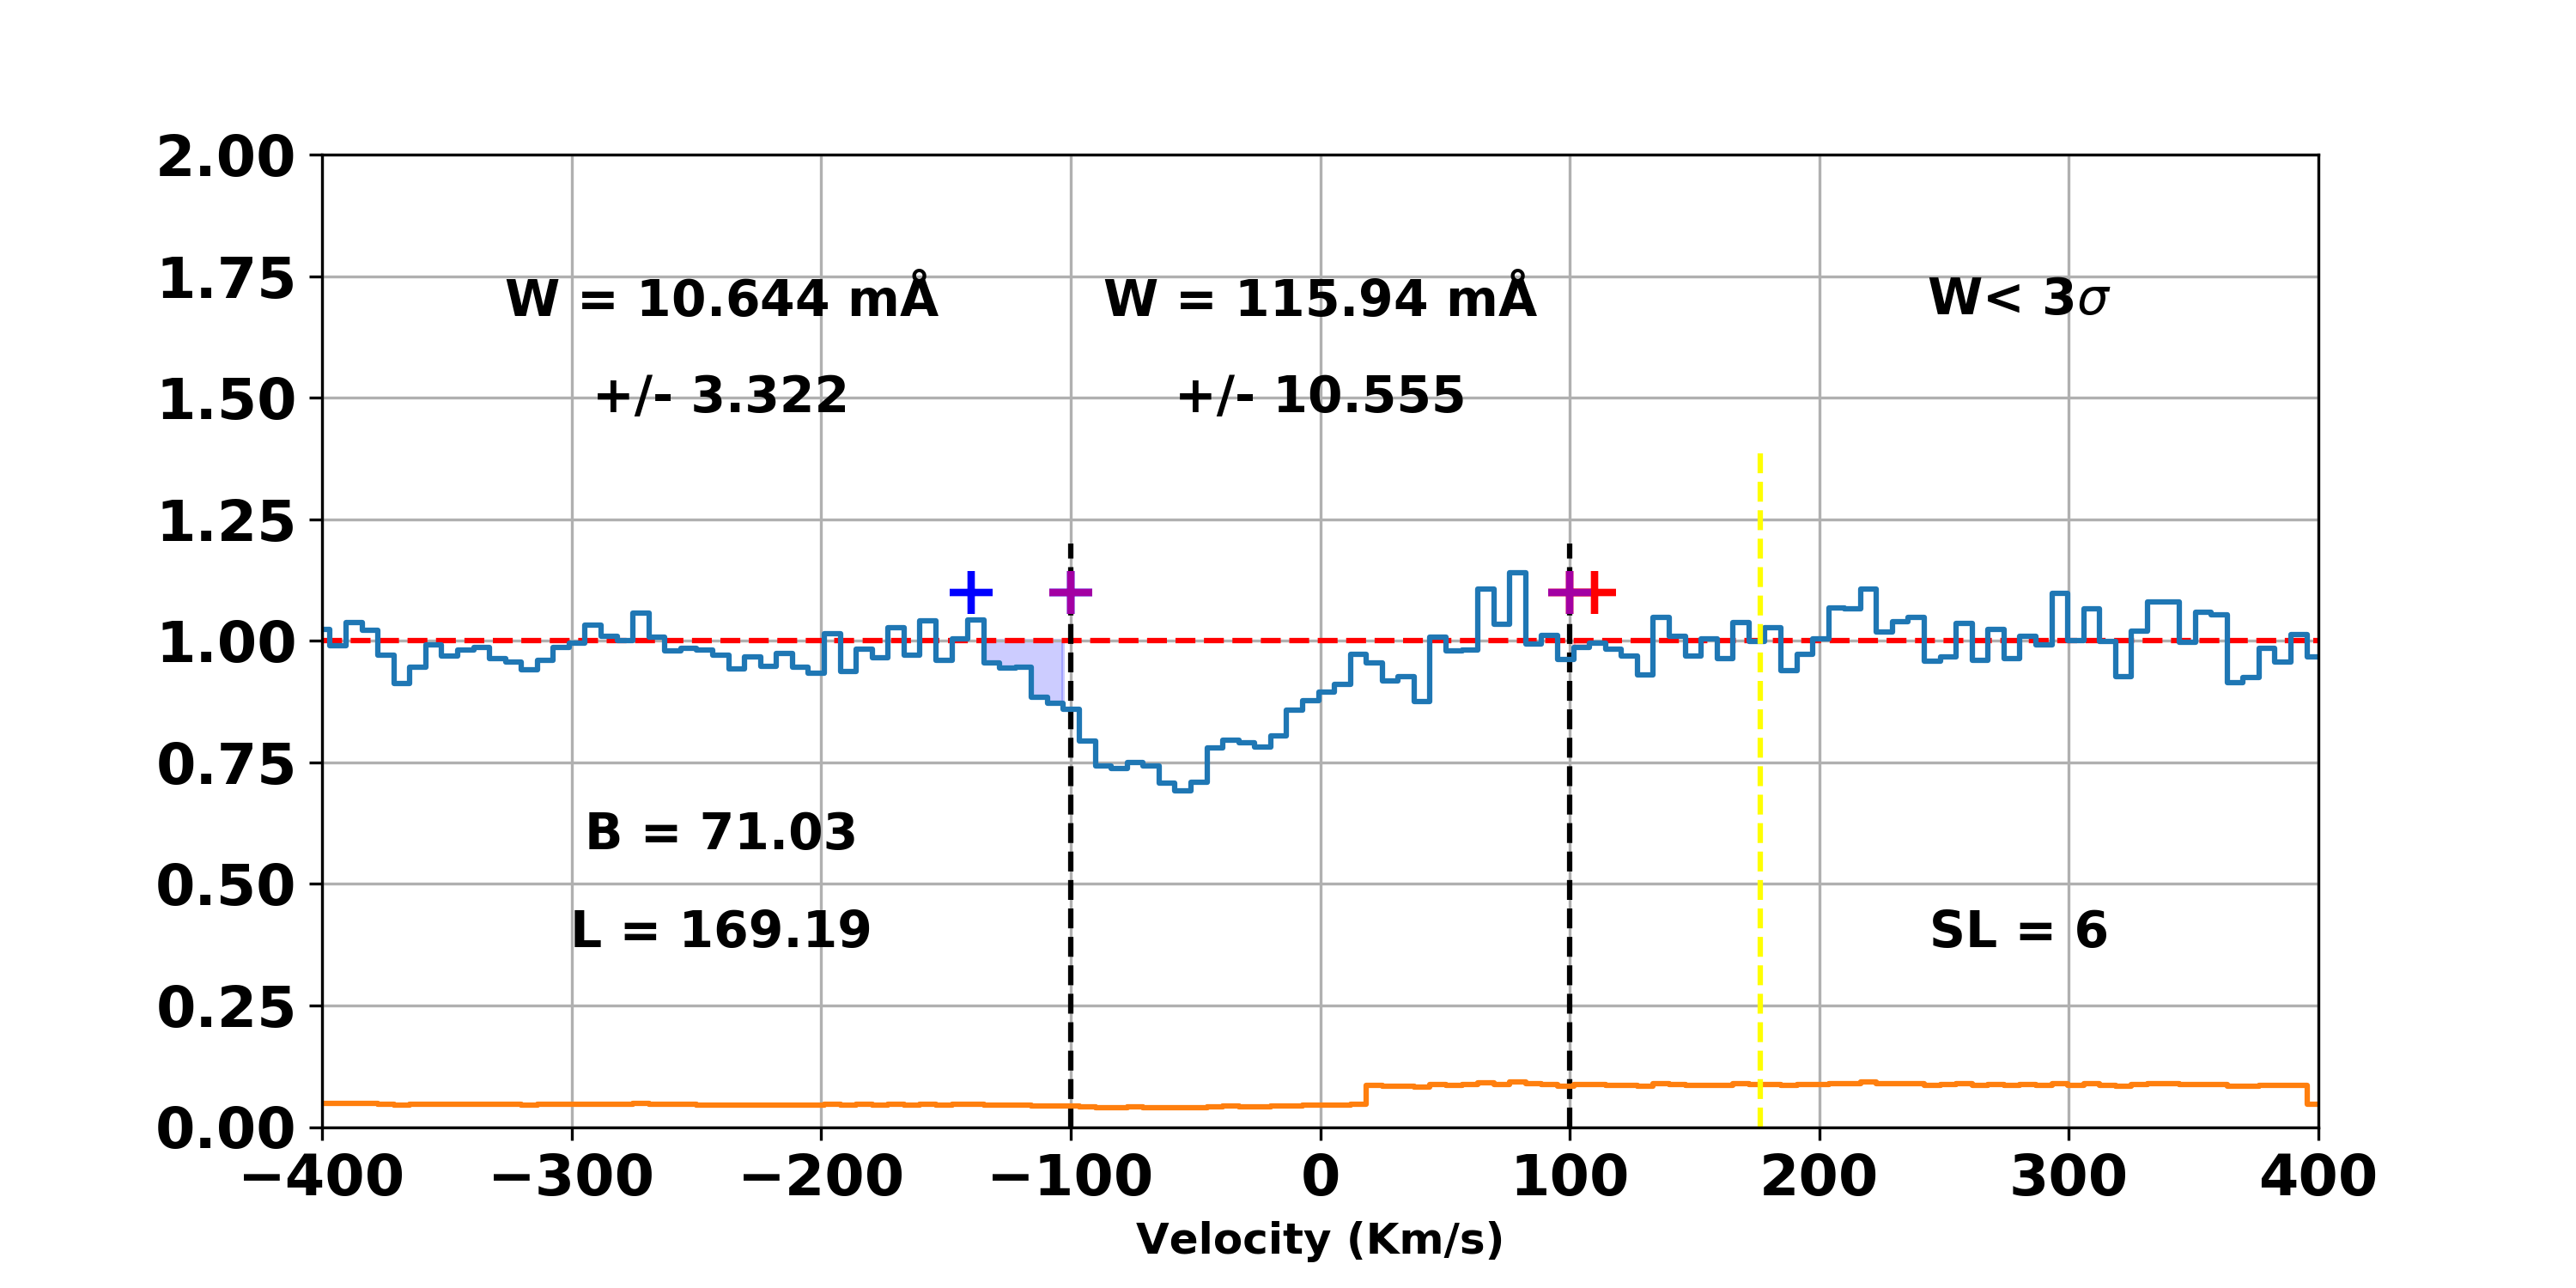 2.00
1.75
W = 10.644 mÅ
W = 115.94 mÅ
W< 3σ
1.50
+/- 3.322
+/- 10.555
1.25
1.00
0.75
B = 71.03
0.50
L = 169.19
SL = 6
0.25
0.00
−400 −300 −200 −100 0 100 200 300 400
Velocity (Km/s)